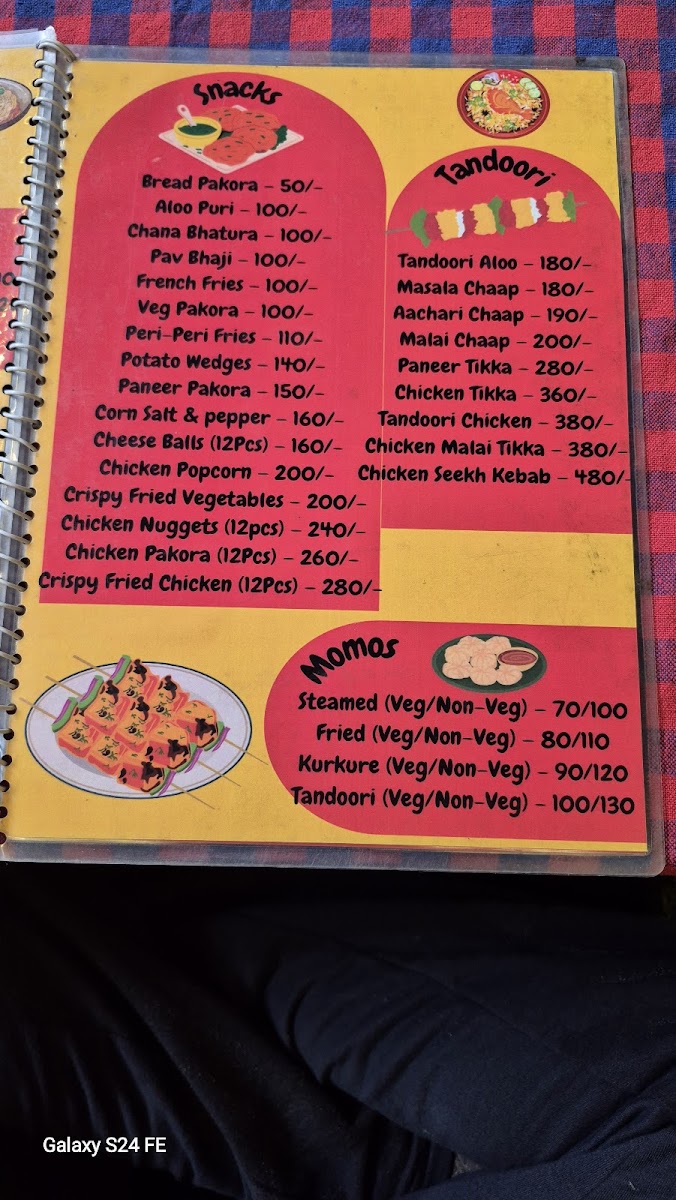 Snacks
Bread Pakora – 50/-
Aloo Puri – 100/-
Chana Bhatura – 100/-
Pav Bhaji – 100/-
French Fries – 100/-
Veg Pakora – 100/-
Peri-Peri Fries – 110/-
Potato Wedges – 140/-
Paneer Pakora – 150/-
Corn Salt & pepper – 160/-
Cheese Balls (12Pcs) – 160/-
Chicken Popcorn – 200/-
Crispy Fried Vegetables – 200/-
Chicken Nuggets (12pcs) – 240/-
Chicken Pakora (12Pcs) – 260/-
Crispy Fried Chicken (12Pcs) – 280/-
Tandoori
Tandoori Aloo – 180/-
Masala Chaap – 180/-
Aachari Chaap – 190/-
Malai Chaap – 200/-
Paneer Tikka – 280/-
Chicken Tikka – 360/-
Tandoori Chicken – 380/-
Chicken Malai Tikka – 380/-
Chicken Seekh Kebab – 480/-
Momos
Steamed (Veg/Non-Veg) – 70/100
Fried (Veg/Non-Veg) – 80/110
Kurkure (Veg/Non-Veg) – 90/120
Tandoori (Veg/Non-Veg) – 100/130
Galaxy S24 FE